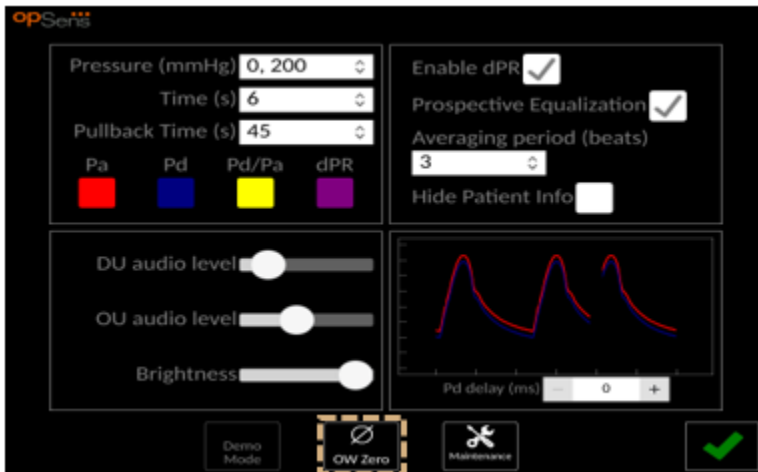 opSens
Pressure (mmHg) 0, 200
Time (s) 6
Pullback Time (s) 45
Pa Pd Pd/Pa dPR
Enable dPR
Prospective Equalization
Averaging period (beats)
3
Hide Patient Info
DU audio level
OU audio level
Brightness
Pd delay (ms) − 0 +
Demo
Mode
OW Zero
Maintenance